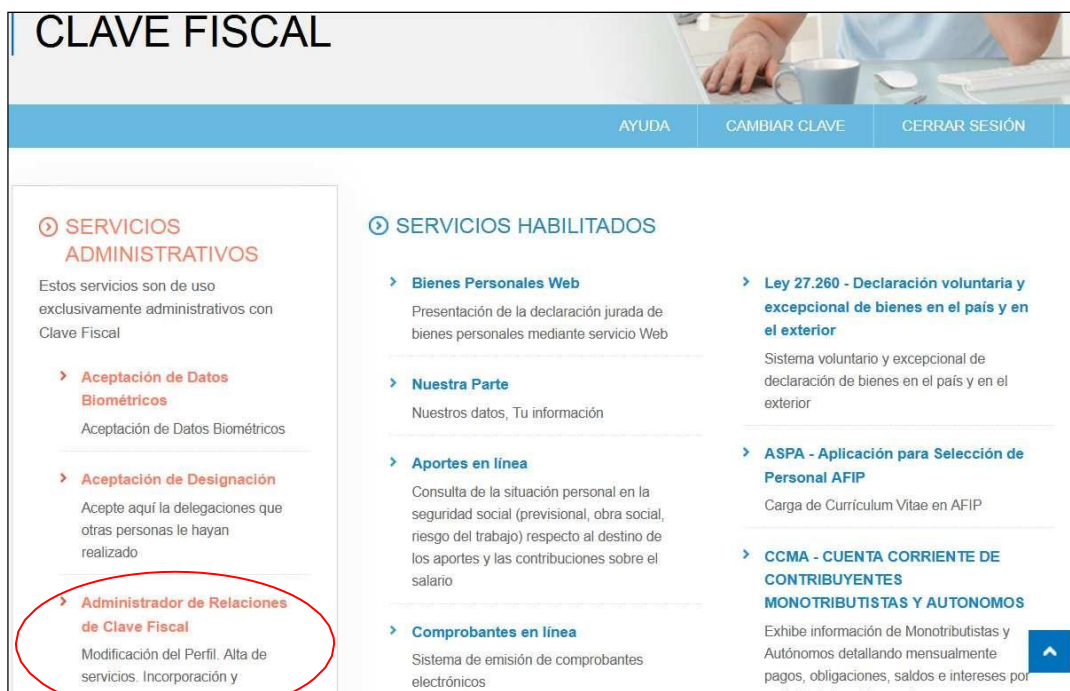 CLAVE FISCAL
AYUDA
CAMBIAR CLAVE
CERRAR SESIÓN
SERVICIOS
ADMINISTRATIVOS
Estos servicios son de uso
exclusivamente administrativos con
Clave Fiscal
Aceptación de Datos
Biométricos
Aceptación de Datos Biométricos
Aceptación de Designación
Acepte aquí la delegaciones que
otras personas le hayan
realizado
Administrador de Relaciones
de Clave Fiscal
Modificación del Perfil. Alta de
servicios. Incorporación y
SERVICIOS HABILITADOS
Bienes Personales Web
Presentación de la declaración jurada de
bienes personales mediante servicio Web
Nuestra Parte
Nuestros datos, Tu información
Aportes en línea
Consulta de la situación personal en la
seguridad social (previsional, obra social,
riesgo del trabajo) respecto al destino de
los aportes y las contribuciones sobre el
salario
Comprobantes en línea
Sistema de emisión de comprobantes
electrónicos
Ley 27.260 - Declaración voluntaria y
excepcional de bienes en el país y en
el exterior
Sistema voluntario y excepcional de
declaración de bienes en el país y en el
exterior
ASPA - Aplicación para Selección de
Personal AFIP
Carga de Currículum Vitae en AFIP
CCMA - CUENTA CORRIENTE DE
CONTRIBUYENTES
MONOTRIBUTISTAS Y AUTONOMOS
Exhibe información de Monotributistas y
Autónomos detallando mensualmente
pagos, obligaciones, saldos e intereses por